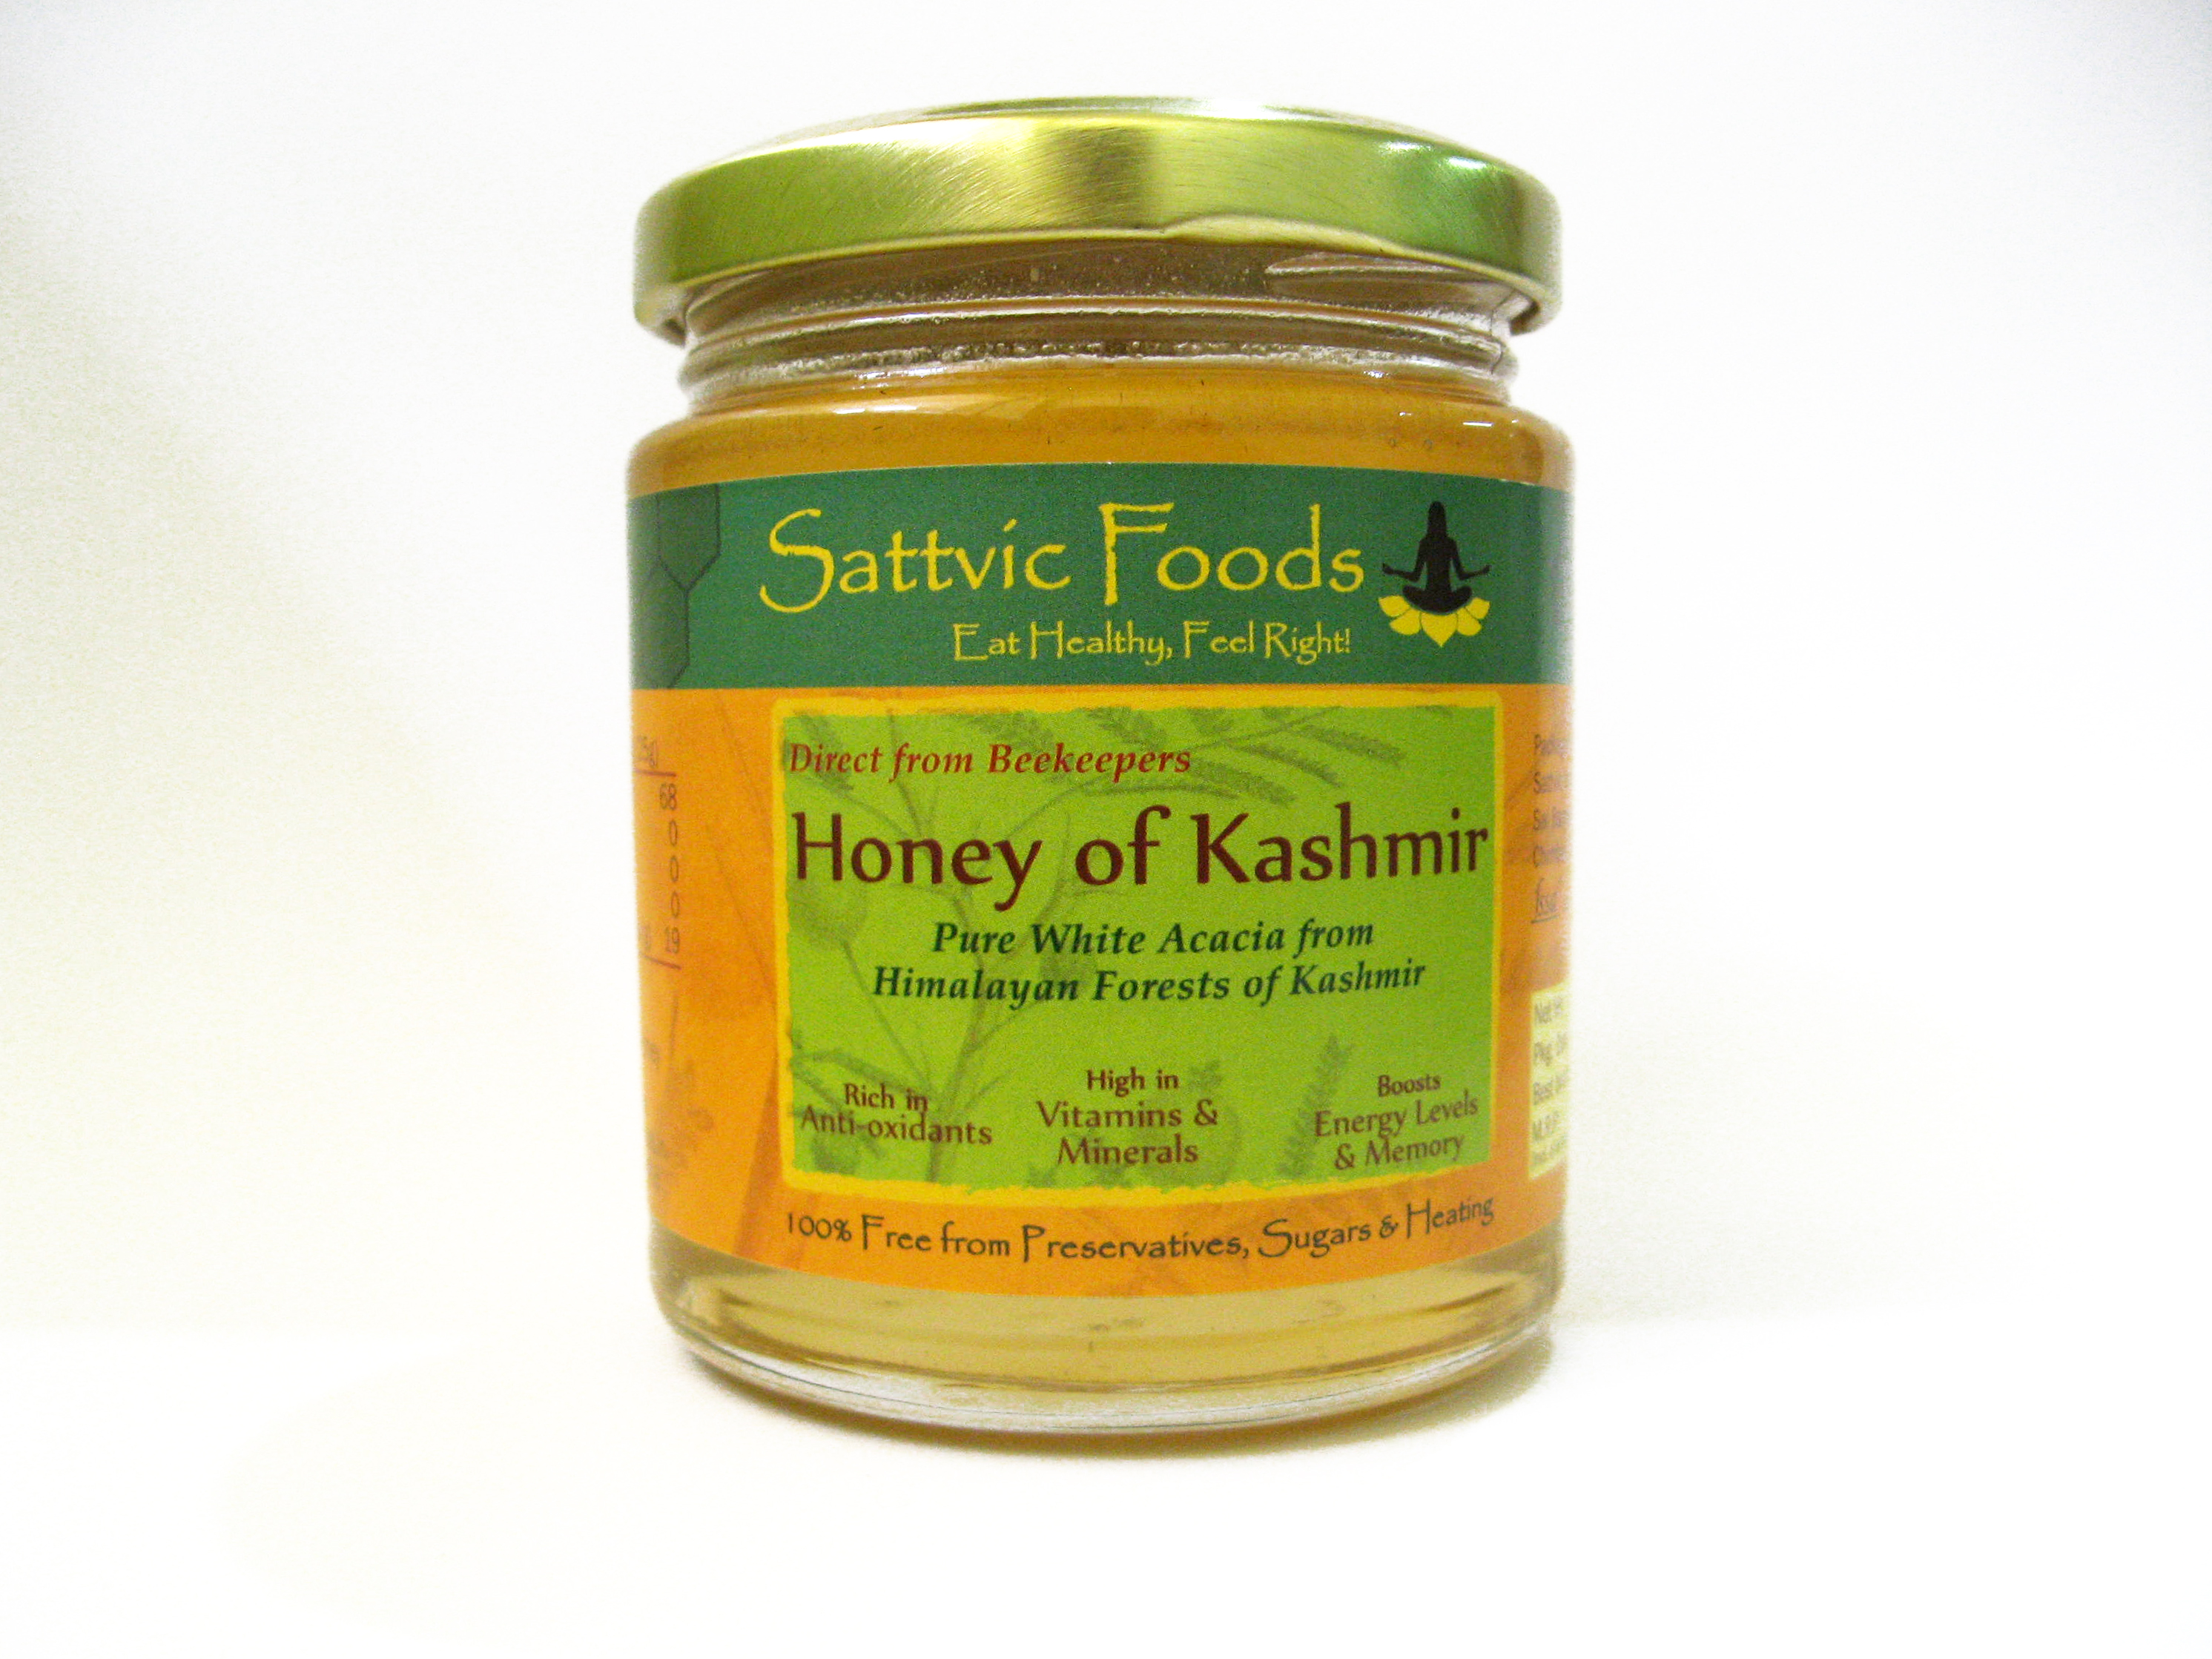 Sattvic Foods
Eat Healthy, Feel Right!
Direct from Beekeepers
Honey of Kashmir
Pure White Acacia from
Himalayan Forests of Kashmir
Rich in
Anti-oxidants
High in
Vitamins &
Minerals
Boosts
Energy Levels
& Memory
100% Free from Preservatives, Sugars & Heating
68
0
0
0
19